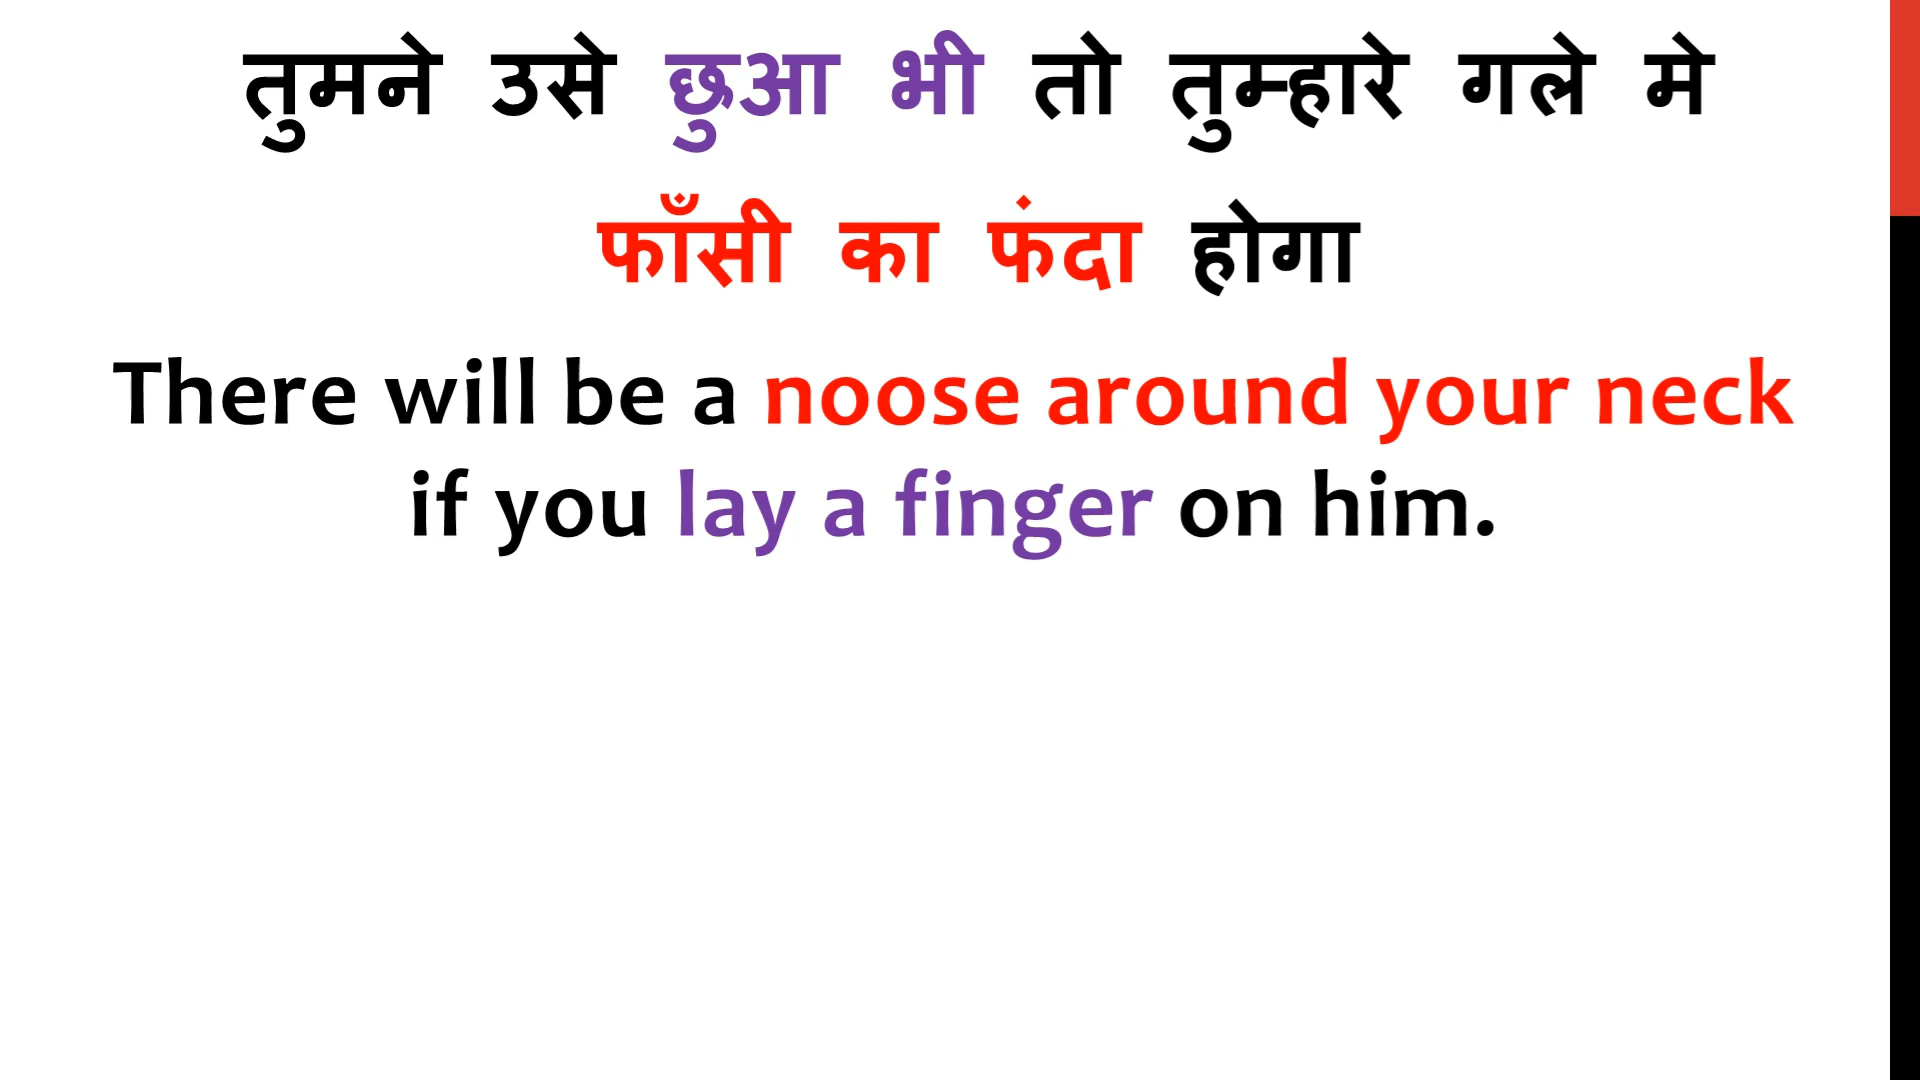 तुमने उसे छुआ भी तो तुम्हारे गले मे
फाँसी का फंदा होगा
There will be a noose around your neck
if you lay a finger on him.